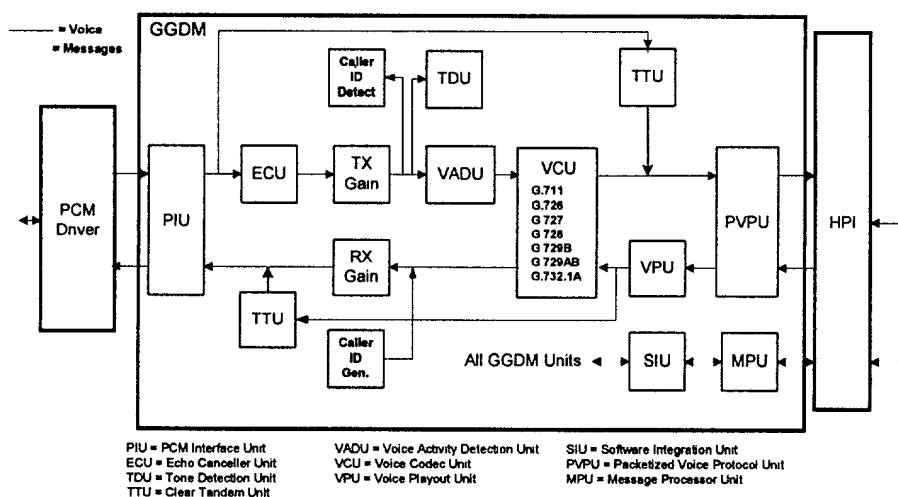 = Voice
= Messages
GGDM
Caller
ID
Detect
TDU
TTU
PCM
Driver
PIU
ECU
TX
Gain
VADU
VCU
G.711
G.726
G.727
G.728
G.729B
G.729AB
G.732.1A
PVPU
HPI
RX
Gain
VPU
TTU
Caller
ID
Gen.
All GGDM Units
SIU
MPU
PIU = PCM Interface Unit
ECU = Echo Canceller Unit
TDU = Tone Detection Unit
TTU = Clear Tandem Unit
VADU = Voice Activity Detection Unit
VCU = Voice Codec Unit
VPU = Voice Playout Unit
SIU = Software Integration Unit
PVPU = Packetized Voice Protocol Unit
MPU = Message Processor Unit